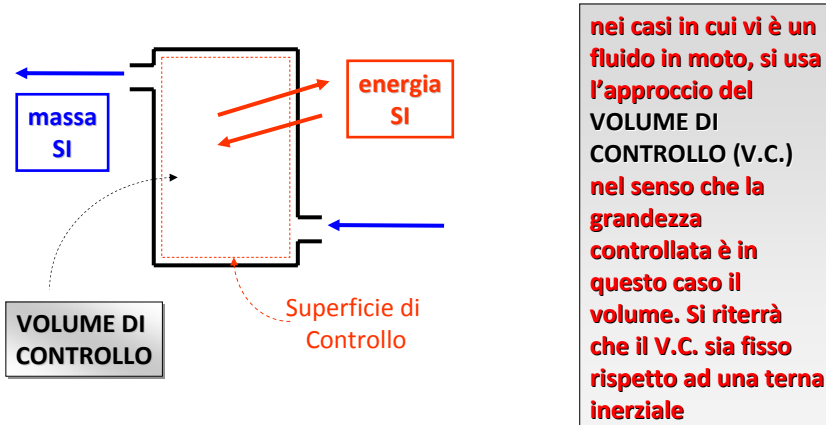 massa
SI
energia
SI
VOLUME DI
CONTROLLO
Superficie di
Controllo
nei casi in cui vi è un
fluido in moto, si usa
l'approccio del
VOLUME DI
CONTROLLO (V.C.)
nel senso che la
grandezza
controllata è in
questo caso il
volume. Si riterrà
che il V.C. sia fisso
rispetto ad una terna
inerziale